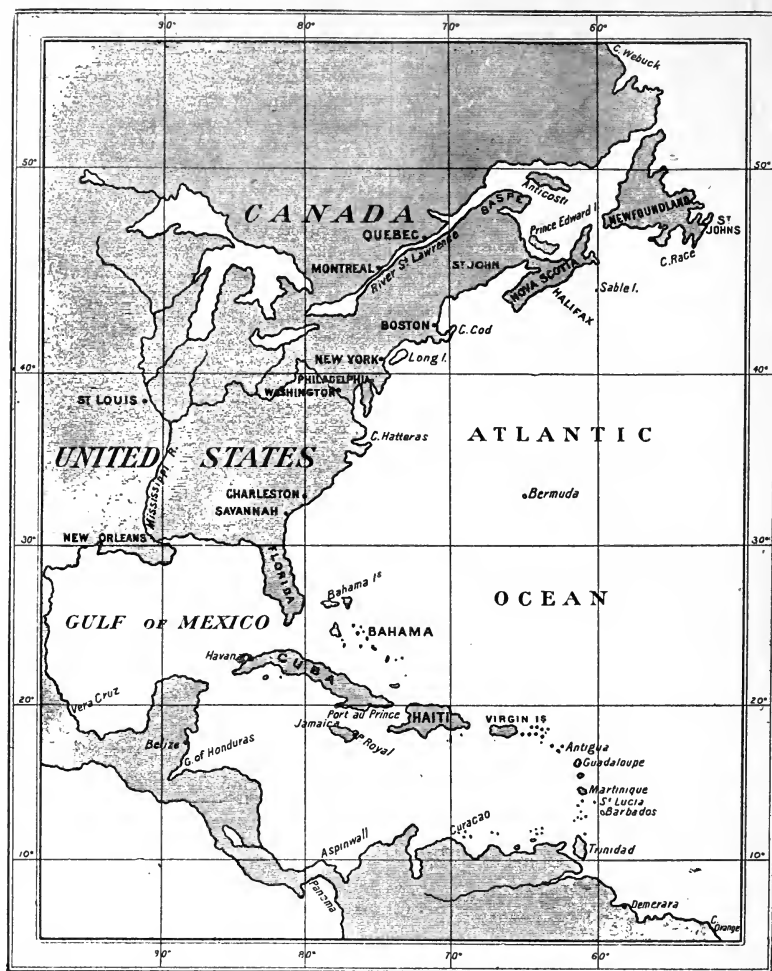 90° 80° 70° 60°
C. Webuck
50° 50°
CANADA
Anticosti
BASPE
Prince Edward I.
NEWFOUNDLAND
ST JOHNS
QUEBEC
River St Lawrence
MONTREAL
ST JOHN
NOVA SCOTIA
C. Race
Sable I.
HALIFAX
BOSTON
C. Cod
NEW YORK
Long I.
40° 40°
PHILADELPHIA
WASHINGTON
ST LOUIS
C. Hatteras
ATLANTIC
UNITED STATES
Mississippi R.
CHARLESTON
Bermuda
SAVANNAH
NEW ORLEANS
30° 30°
FLORIDA
Bahama Is
OCEAN
GULF OF MEXICO
BAHAMA
Havana
CUBA
20° 20°
Vera Cruz
Port au Prince
HAITI
VIRGIN IS
Jamaica
Pt Royal
Belize
G. of Honduras
Antigua
Guadaloupe
Martinique
St Lucia
Barbados
Aspinwall
Curacao
Trinidad
10° 10°
Panama
Demerara
C. Orange
90° 80° 70° 60°